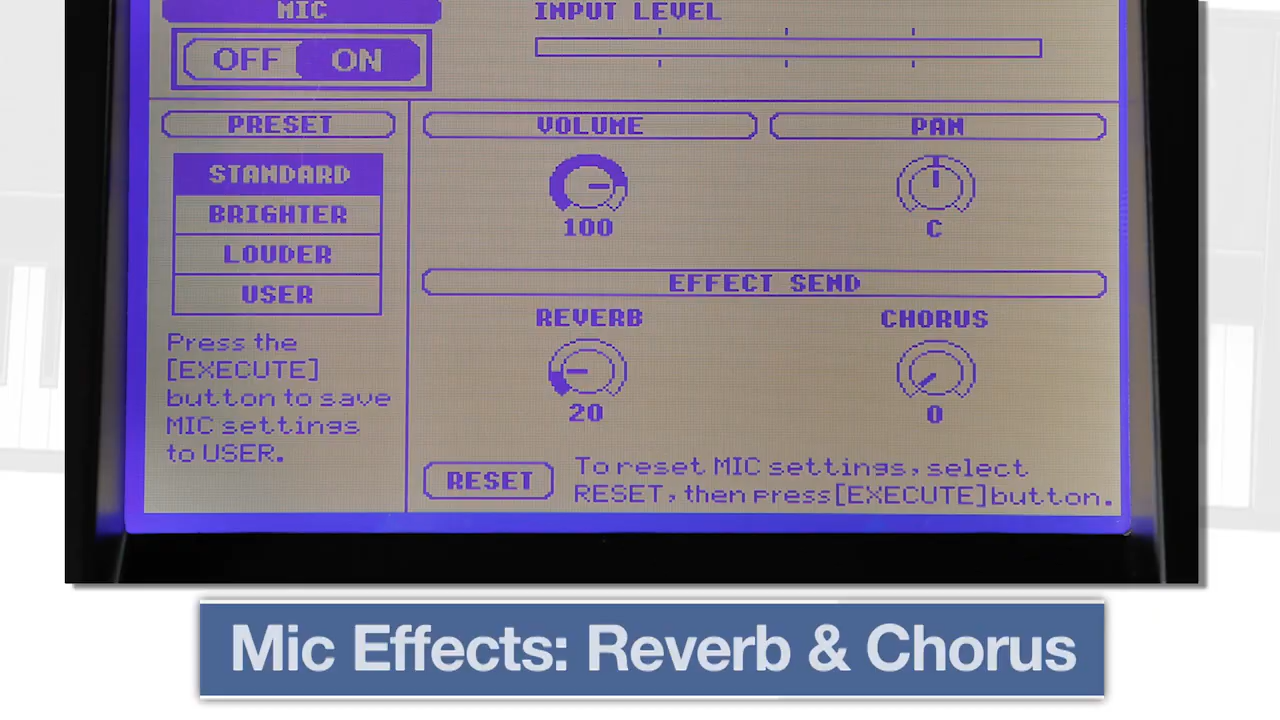 MIC
INPUT LEVEL
OFF ON
PRESET
VOLUME
PAN
STANDARD
BRIGHTER
LOUDER
USER
100
C
EFFECT SEND
REVERB
CHORUS
20
0
Press the
[EXECUTE]
button to save
MIC settings
to USER.
RESET
To reset MIC settings, select
RESET, then press[EXECUTE]button.
Mic Effects: Reverb & Chorus